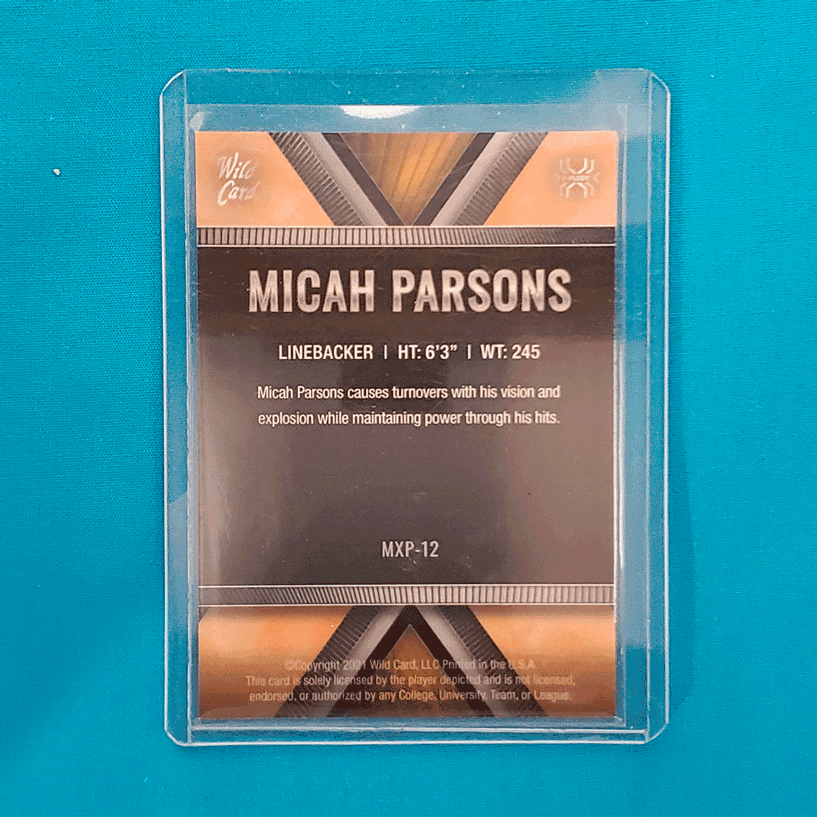 Wild
Card
MICAH PARSONS
LINEBACKER | HT: 6'3" | WT: 245
Micah Parsons causes turnovers with his vision and
explosion while maintaining power through his hits.
MXP-12
©Copyright 2021 Wild Card, LLC Printed in the U.S.A.
This card is solely licensed by the player depicted and is not licensed,
endorsed, or authorized by any College, University, Team, or League.